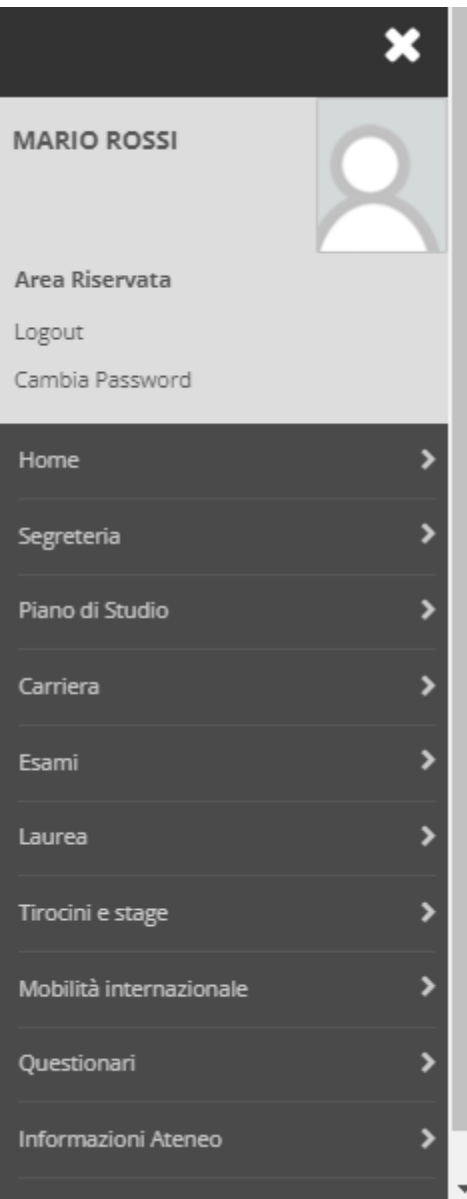 MARIO ROSSI
Area Riservata
Logout
Cambia Password
Home
Segreteria
Piano di Studio
Carriera
Esami
Laurea
Tirocini e stage
Mobilità internazionale
Questionari
Informazioni Ateneo